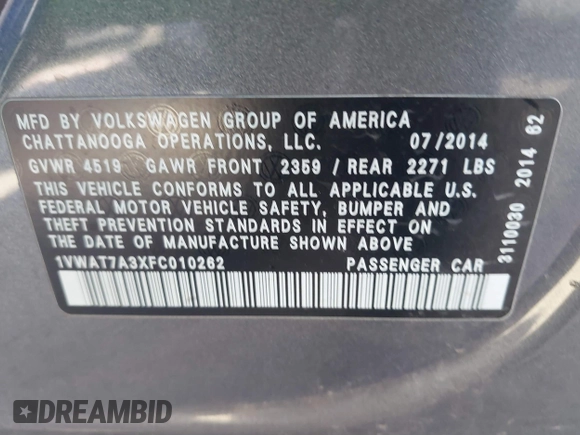 MFD BY VOLKSWAGEN GROUP OF AMERICA
CHATTANOOGA OPERATIONS, LLC. 07/2014
GVWR 4519 GAWR FRONT 2359 / REAR 2271 LBS
THIS VEHICLE CONFORMS TO ALL APPLICABLE U.S.
FEDERAL MOTOR VEHICLE SAFETY, BUMPER AND
THEFT PREVENTION STANDARDS IN EFFECT ON
THE DATE OF MANUFACTURE SHOWN ABOVE
1VWAT7A3XFC010262 PASSENGER CAR
3110030 2014 62
DREAMBID